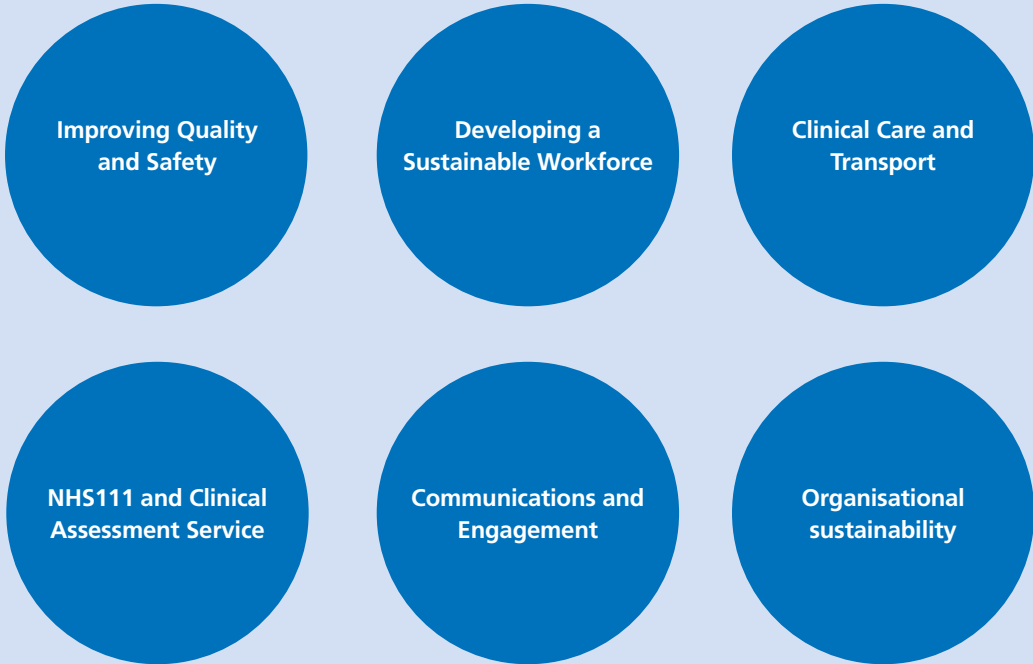 Improving Quality
and Safety
Developing a
Sustainable Workforce
Clinical Care and
Transport
NHS111 and Clinical
Assessment Service
Communications and
Engagement
Organisational
sustainability